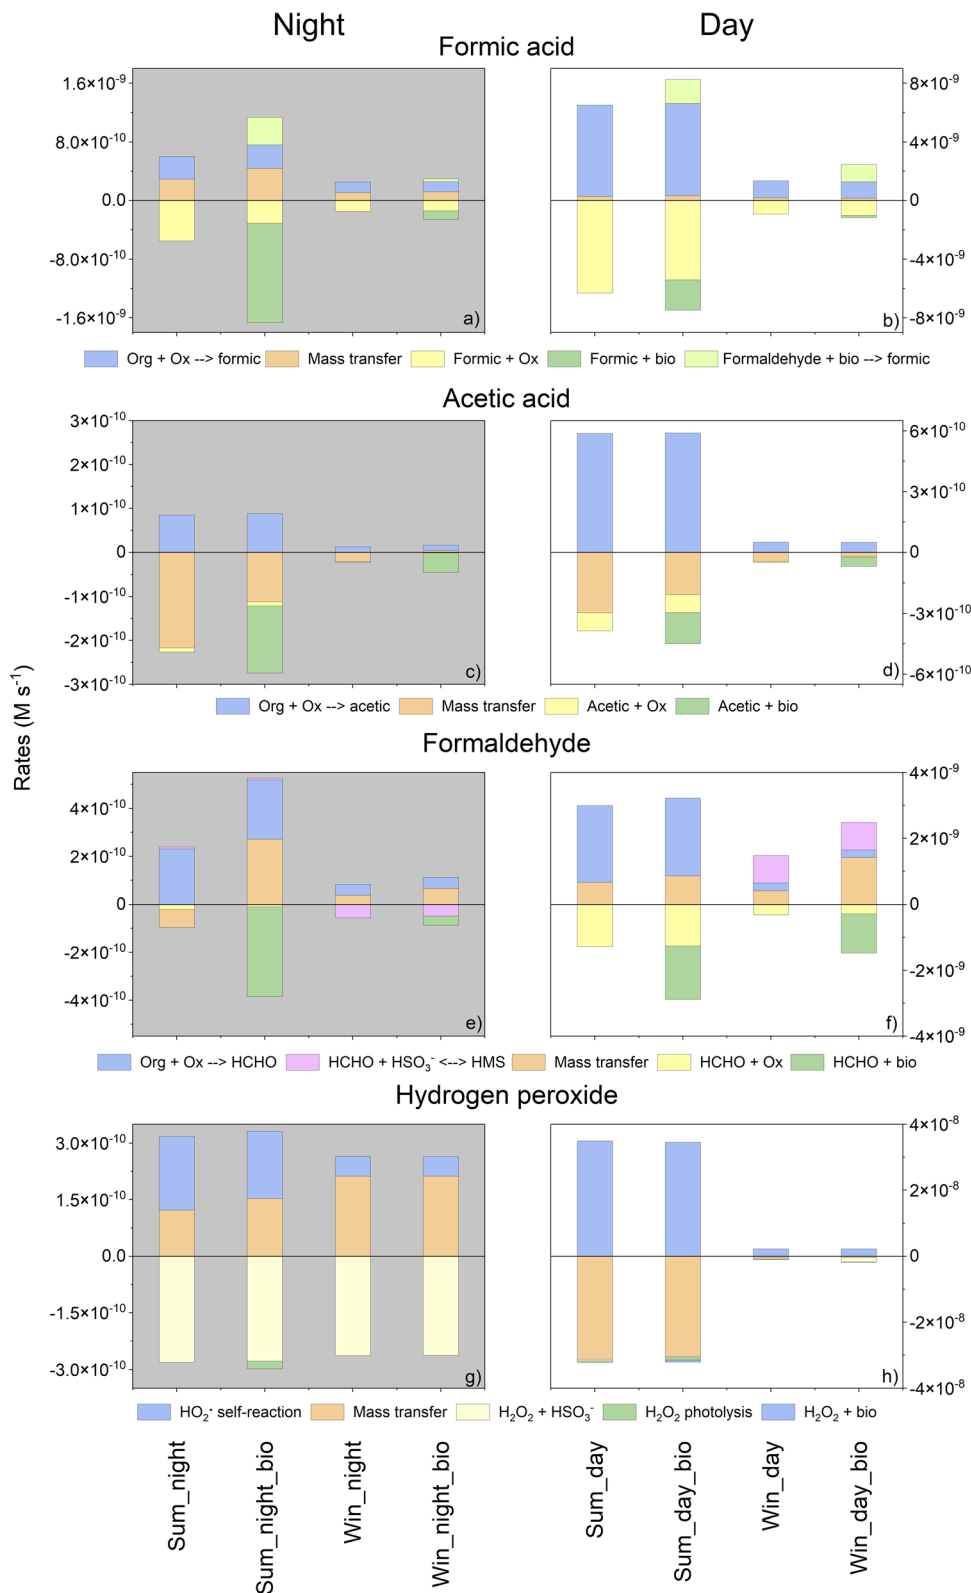 Night Day
Formic acid
1.6×10⁻⁹
8.0×10⁻¹⁰
0.0
-8.0×10⁻¹⁰
-1.6×10⁻⁹
a)
8×10⁻⁹
4×10⁻⁹
0
-4×10⁻⁹
-8×10⁻⁹
b)
Org + Ox --> formic Mass transfer Formic + Ox Formic + bio Formaldehyde + bio --> formic
Acetic acid
3×10⁻¹⁰
2×10⁻¹⁰
1×10⁻¹⁰
0
-1×10⁻¹⁰
-2×10⁻¹⁰
-3×10⁻¹⁰
c)
6×10⁻¹⁰
3×10⁻¹⁰
0
-3×10⁻¹⁰
-6×10⁻¹⁰
d)
Org + Ox --> acetic Mass transfer Acetic + Ox Acetic + bio
Rates (M s⁻¹)
Formaldehyde
4×10⁻¹⁰
2×10⁻¹⁰
0
-2×10⁻¹⁰
-4×10⁻¹⁰
e)
4×10⁻⁹
2×10⁻⁹
0
-2×10⁻⁹
-4×10⁻⁹
f)
Org + Ox --> HCHO HCHO + HSO₃⁻ <--> HMS Mass transfer HCHO + Ox HCHO + bio
Hydrogen peroxide
3.0×10⁻¹⁰
1.5×10⁻¹⁰
0.0
-1.5×10⁻¹⁰
-3.0×10⁻¹⁰
g)
4×10⁻⁸
2×10⁻⁸
0
-2×10⁻⁸
-4×10⁻⁸
h)
HO₂• self-reaction Mass transfer H₂O₂ + HSO₃⁻ H₂O₂ photolysis H₂O₂ + bio
Sum_night
Sum_night_bio
Win_night
Win_night_bio
Sum_day
Sum_day_bio
Win_day
Win_day_bio